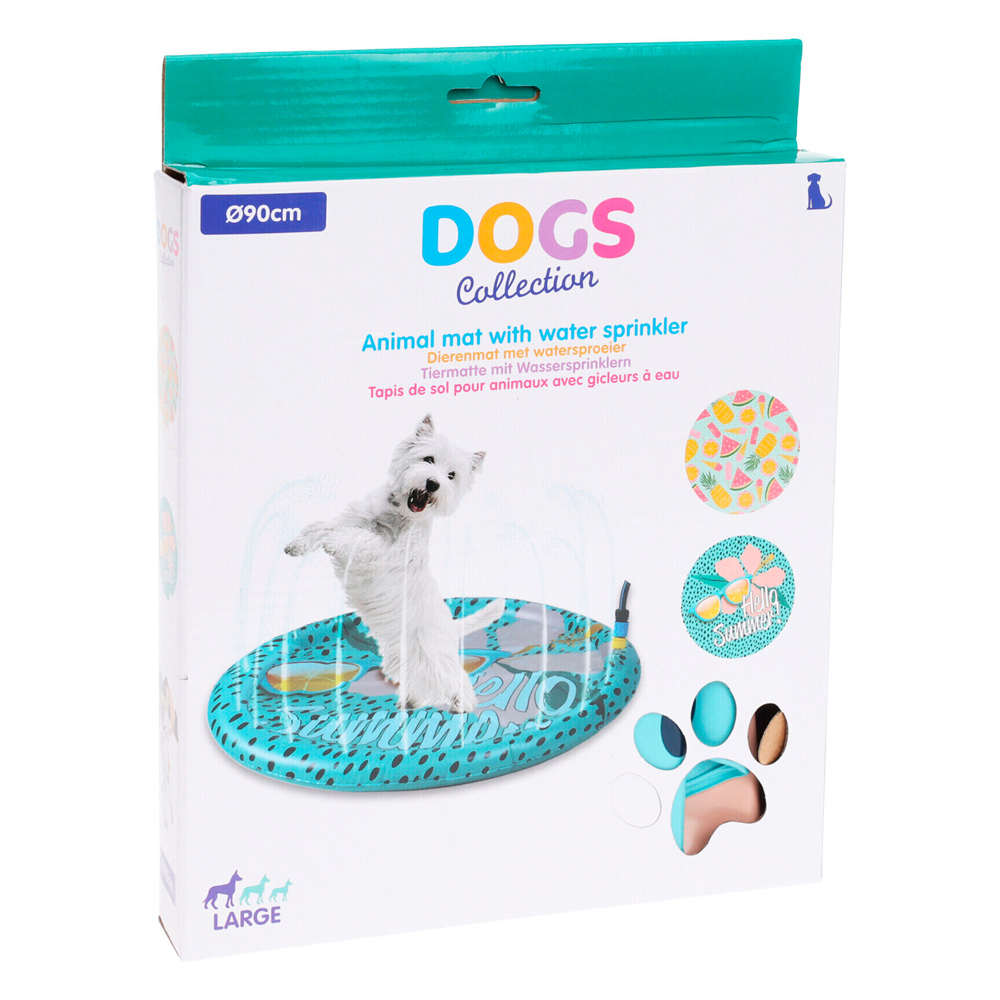 Ø90cm
DOGS
Collection
Animal mat with water sprinkler
Dierenmat met watersproeier
Tiermatte mit Wassersprinklern
Tapis de sol pour animaux avec gicleurs à eau
Hello
Summer!
LARGE
DOGS